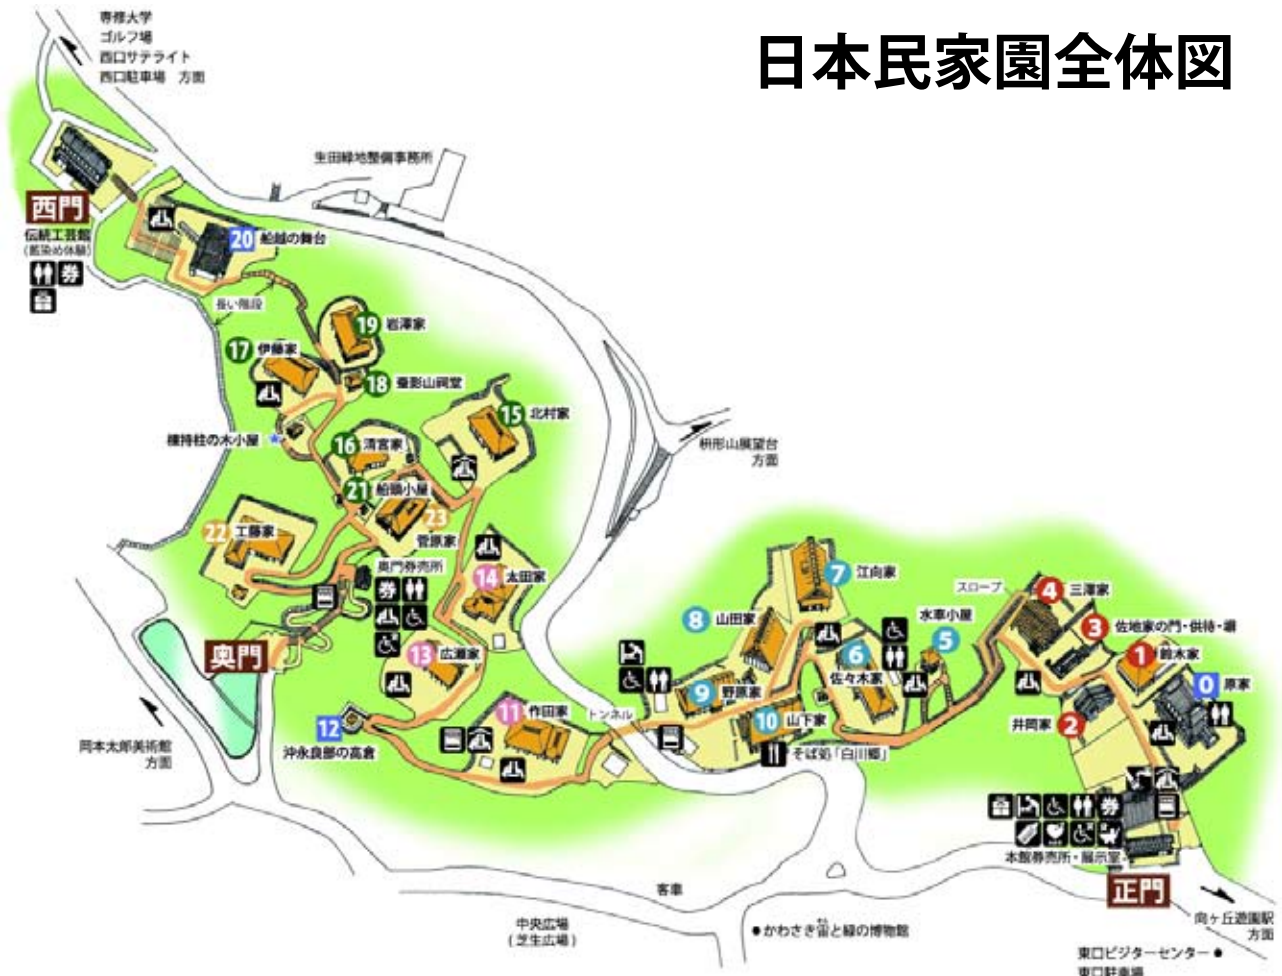 日本民家園全体図
専修大学
ゴルフ場
西口サテライト
西口駐車場 方面
生田緑地整備事務所
西門
伝統工芸館
(藍染め体験)
券
20 船越の舞台
長い階段
19 岩澤家
17 伊藤家
18 蚕影山祠堂
棟持柱の木小屋
15 北村家
16 清宮家
21 船頭小屋
23
菅原家
22 工藤家
奥門券売所
券
奥門
14 太田家
13 広瀬家
12
沖永良部の高倉
11 作田家
トンネル
枡形山展望台
方面
7 江向家
8 山田家
水車小屋
5
6
佐々木家
9 野原家
10 山下家
そば処「白川郷」
スロープ
4 三澤家
3 佐地家の門・供待・塀
1 鈴木家
0 原家
井岡家
2
券
本館券売所・展示室
正門
岡本太郎美術館
方面
客車
中央広場
(芝生広場)
●かわさき宙と緑の博物館
そら
向ヶ丘遊園駅
方面
東口ビジターセンター●
東口駐車場